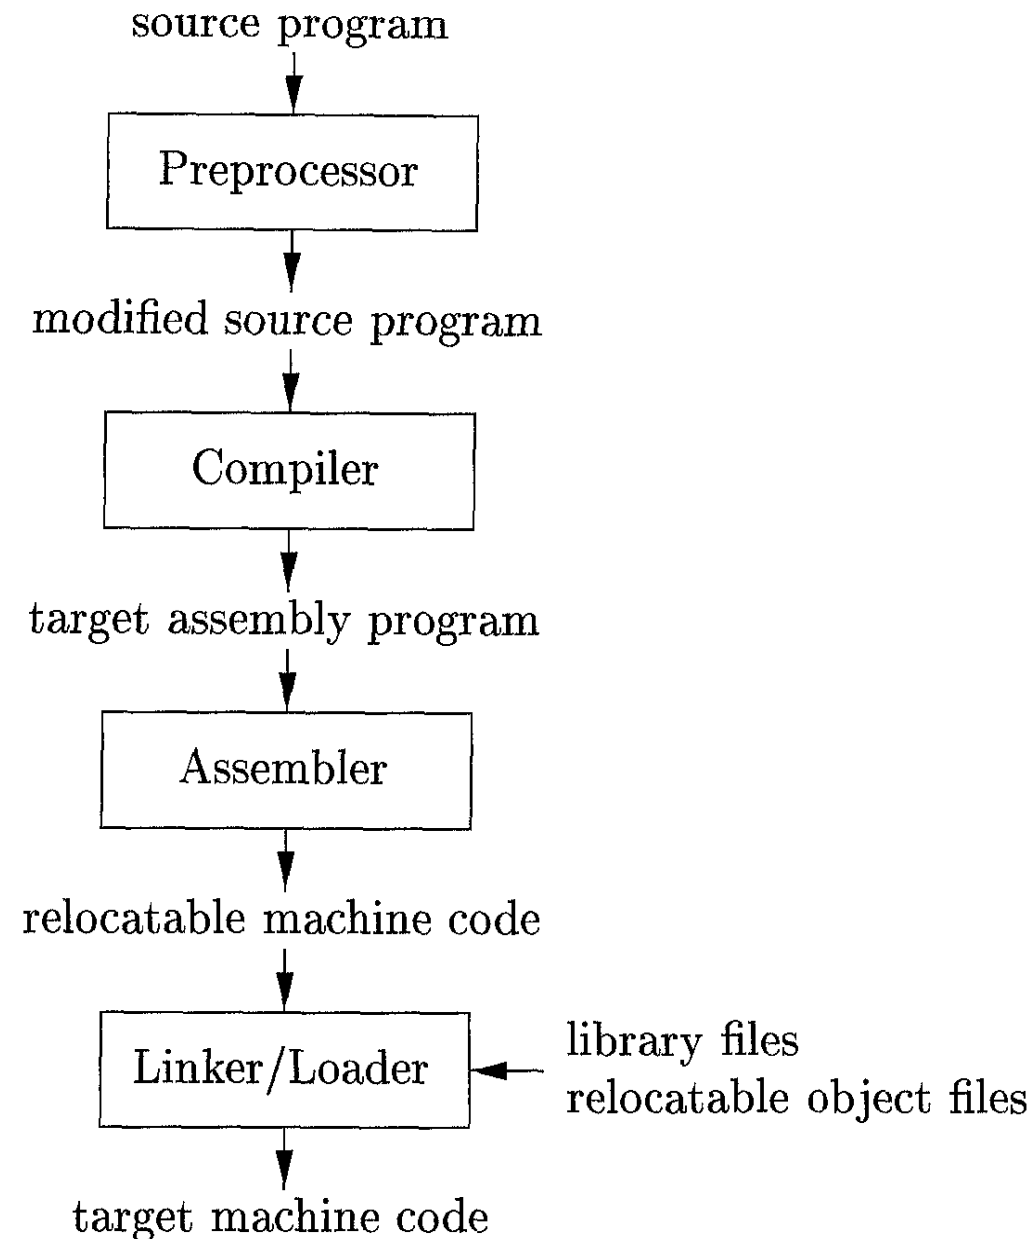 source program
Preprocessor
modified source program
Compiler
target assembly program
Assembler
relocatable machine code
Linker/Loader
library files
relocatable object files
target machine code